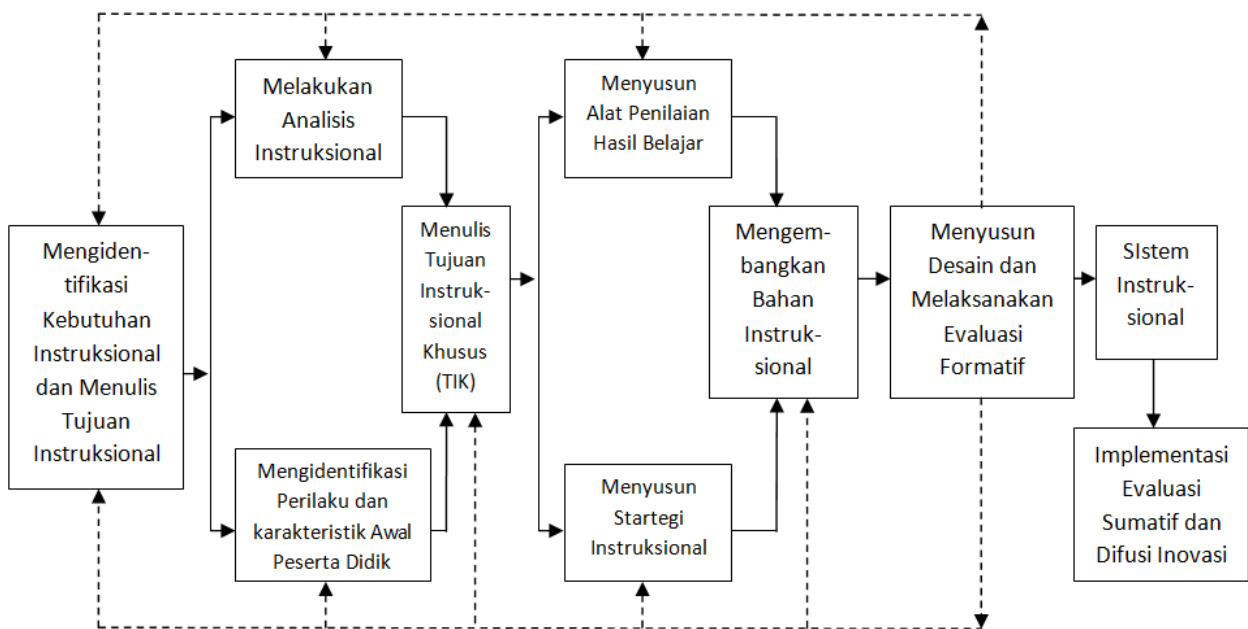 Mengiden-
tifikasi
Kebutuhan
Instruksional
dan Menulis
Tujuan
Instruksional
Melakukan
Analisis
Instruksional
Mengidentifikasi
Perilaku dan
karakteristik Awal
Peserta Didik
Menulis
Tujuan
Instruk-
sional
Khusus
(TIK)
Menyusun
Alat Penilaian
Hasil Belajar
Menyusun
Startegi
Instruksional
Mengem-
bangkan
Bahan
Instruk-
sional
Menyusun
Desain dan
Melaksanakan
Evaluasi
Formatif
SIstem
Instruk-
sional
Implementasi
Evaluasi
Sumatif dan
Difusi Inovasi